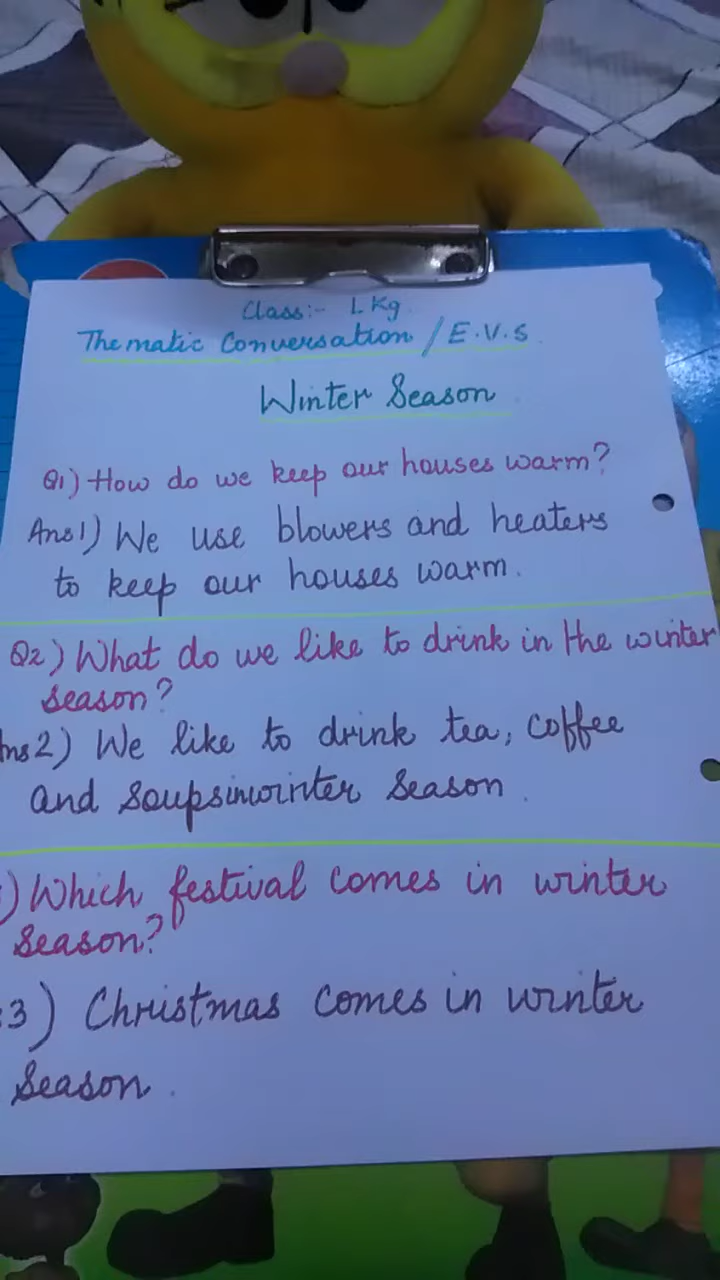 Class:- L Kg.
Thematic Conversation / E.V.S.
Winter Season
Q1) How do we keep our houses warm?
Ans1) We use blowers and heaters
to keep our houses warm.
Q2) What do we like to drink in the winter
season?
Ans2) We like to drink tea, coffee
and soupsinwinter season.
) Which festival comes in winter
season?
3) Christmas comes in winter
season.